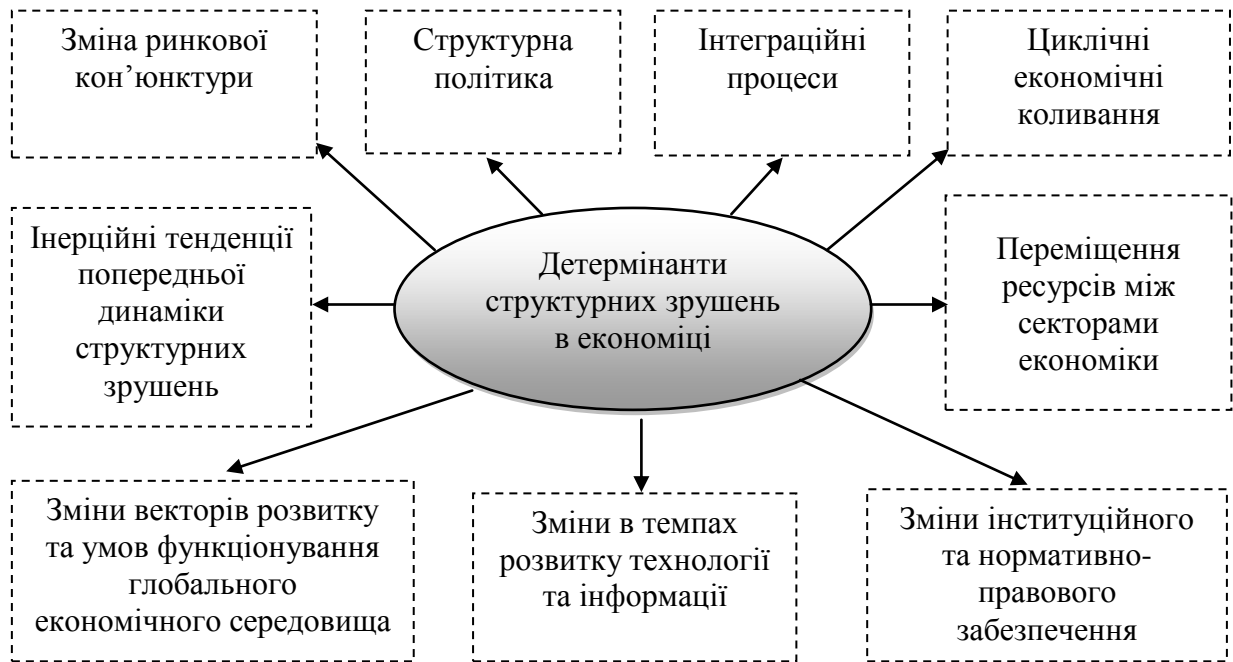 Зміна ринкової
кон’юнктури
Структурна
політика
Інтеграційні
процеси
Циклічні
економічні
коливання
Інерційні тенденції
попередньої
динаміки
структурних
зрушень
Детермінанти
структурних зрушень
в економіці
Переміщення
ресурсів між
секторами
економіки
Зміни векторів розвитку
та умов функціонування
глобального
економічного середовища
Зміни в темпах
розвитку технології
та інформації
Зміни інституційного
та нормативно-
правового
забезпечення